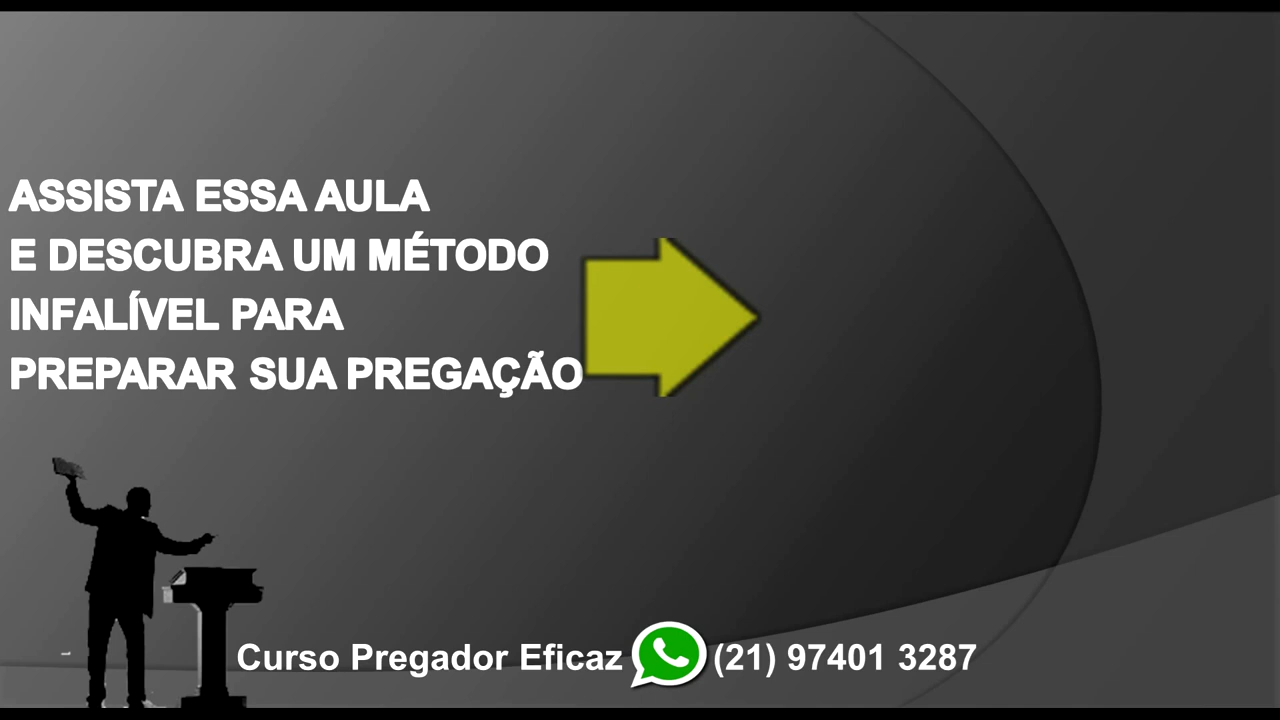 ASSISTA ESSA AULA
E DESCUBRA UM MÉTODO
INFALÍVEL PARA
PREPARAR SUA PREGAÇÃO
Curso Pregador Eficaz (21) 97401 3287